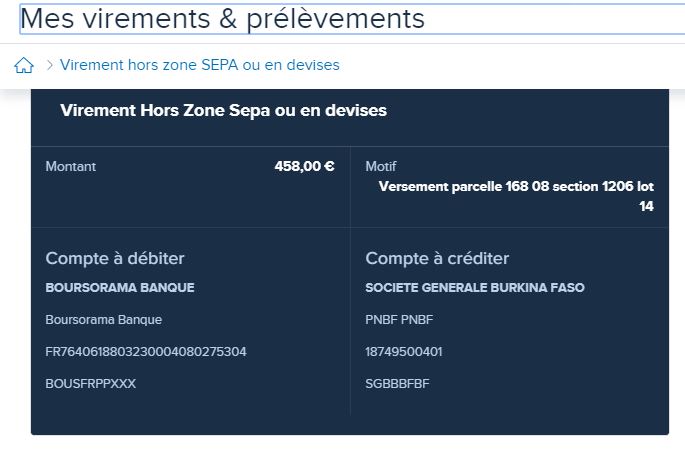 Mes virements & prélèvements
Virement hors zone SEPA ou en devises
Virement Hors Zone Sepa ou en devises
Montant
458,00 €
Motif
Versement parcelle 168 08 section 1206 lot
14
Compte à débiter
BOURSORAMA BANQUE
Boursorama Banque
FR7640618803230004080275304
BOUSFRPPXXX
Compte à créditer
SOCIETE GENERALE BURKINA FASO
PNBF PNBF
18749500401
SGBBBFBF